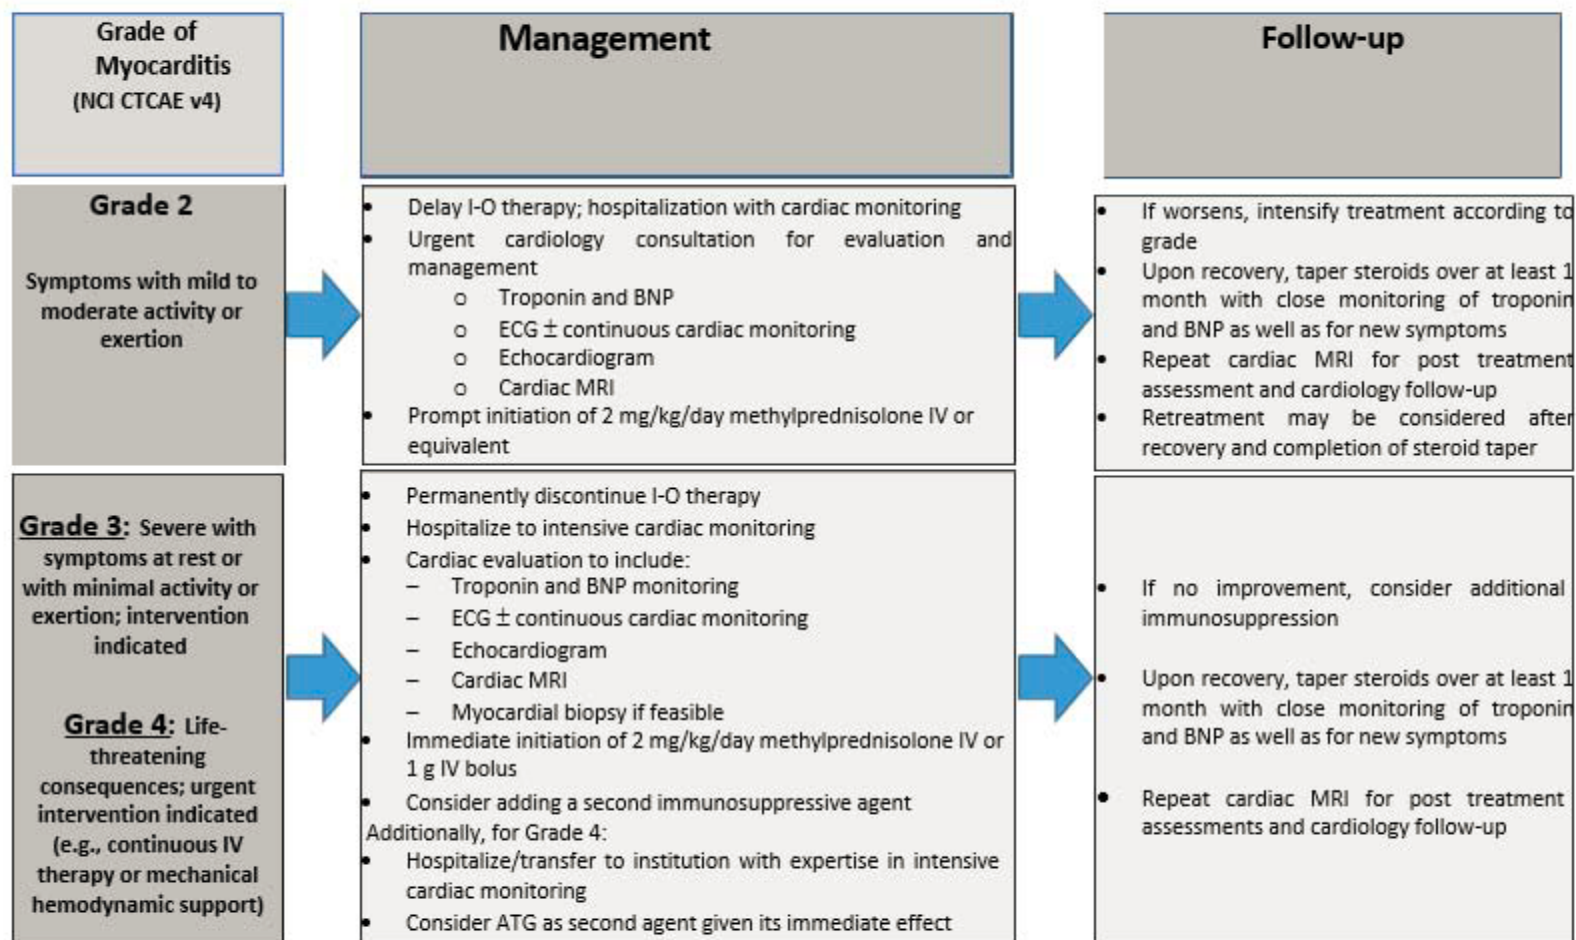 Grade of
Myocarditis
(NCI CTCAE v4)
Management
Follow-up
Grade 2
Symptoms with mild to
moderate activity or
exertion
• Delay I-O therapy; hospitalization with cardiac monitoring
• Urgent cardiology consultation for evaluation and
management
o Troponin and BNP
o ECG ± continuous cardiac monitoring
o Echocardiogram
o Cardiac MRI
• Prompt initiation of 2 mg/kg/day methylprednisolone IV or
equivalent
• If worsens, intensify treatment according to
grade
• Upon recovery, taper steroids over at least 1
month with close monitoring of troponin
and BNP as well as for new symptoms
• Repeat cardiac MRI for post treatment
assessment and cardiology follow-up
• Retreatment may be considered after
recovery and completion of steroid taper
Grade 3: Severe with
symptoms at rest or
with minimal activity or
exertion; intervention
indicated
Grade 4: Life-
threatening
consequences; urgent
intervention indicated
(e.g., continuous IV
therapy or mechanical
hemodynamic support)
• Permanently discontinue I-O therapy
• Hospitalize to intensive cardiac monitoring
• Cardiac evaluation to include:
– Troponin and BNP monitoring
– ECG ± continuous cardiac monitoring
– Echocardiogram
– Cardiac MRI
– Myocardial biopsy if feasible
• Immediate initiation of 2 mg/kg/day methylprednisolone IV or
1 g IV bolus
• Consider adding a second immunosuppressive agent
Additionally, for Grade 4:
• Hospitalize/transfer to institution with expertise in intensive
cardiac monitoring
• Consider ATG as second agent given its immediate effect
• If no improvement, consider additional
immunosuppression
• Upon recovery, taper steroids over at least 1
month with close monitoring of troponin
and BNP as well as for new symptoms
• Repeat cardiac MRI for post treatment
assessments and cardiology follow-up